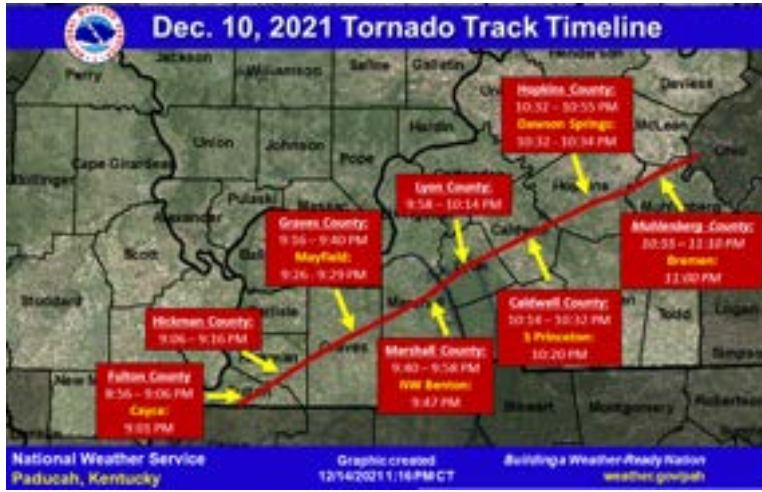 Dec. 10, 2021 Tornado Track Timeline
Jackson
Williamson
Saline
Gallatin
Perry
Hopkins County:
10:32 – 10:55 PM
Dawson Springs:
10:32 - 10:34 PM
Daviess
McLean
Hardin
Union
Johnson
Pope
Ohio
Cape Girardeau
Bollinger
Lyon County:
9:58 – 10:14 PM
Pulaski
Alexander
Graves County:
9:16 – 9:40 PM
Mayfield:
9:26 - 9:29 PM
Muhlenberg County:
10:55 – 11:10 PM
Bremen:
11:00 PM
Scott
Stoddard
Caldwell County:
10:14 – 10:32 PM
S Princeton:
10:20 PM
Hickman County:
9:06 – 9:16 PM
Graves
Todd
Logan
Marshall County:
9:40 – 9:58 PM
NW Benton:
9:47 PM
Simpson
Fulton County
8:56 – 9:06 PM
Cayce:
9:01 PM
Stewart
Montgomery
Robertson
National Weather Service
Paducah, Kentucky
Graphic created
12/14/2021 1:16 PM CT
Building a Weather-Ready Nation
weather.gov/pah